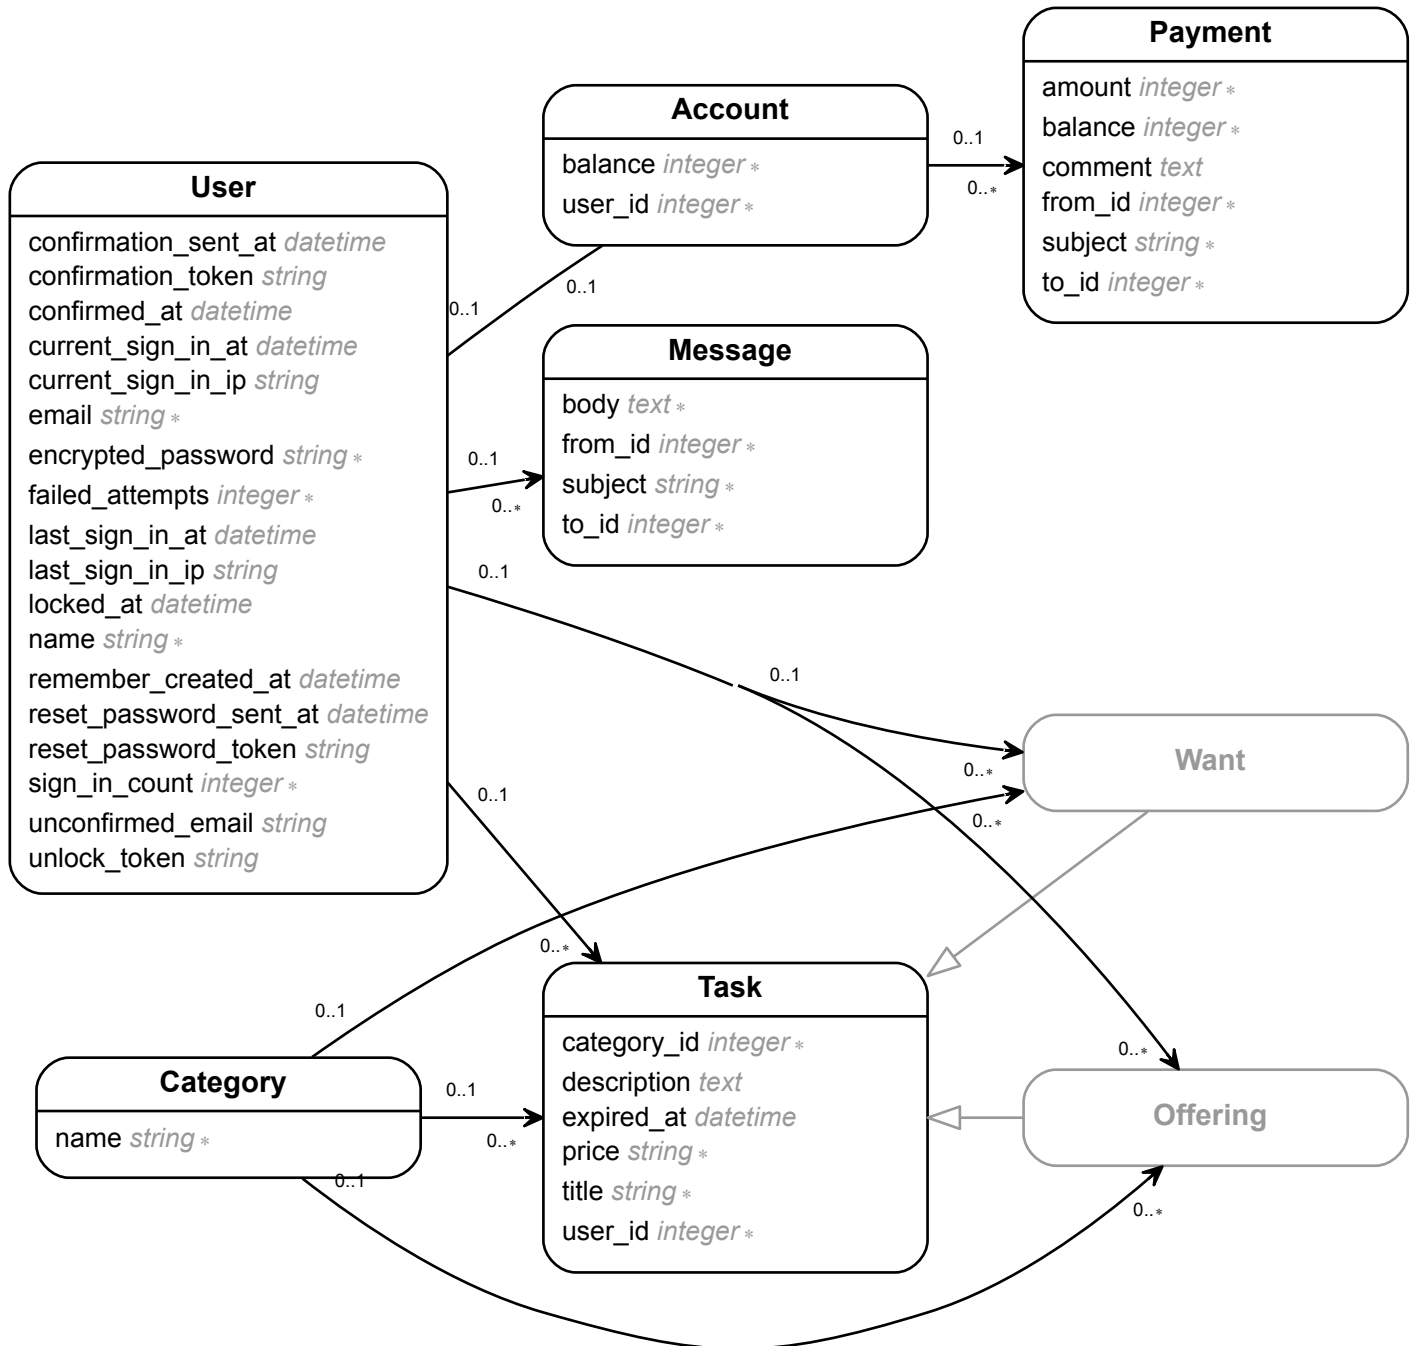 Payment
amount integer ∗
balance integer ∗
comment text
from_id integer ∗
subject string ∗
to_id integer ∗
Account
balance integer ∗
user_id integer ∗
0..1
0..∗
User
confirmation_sent_at datetime
confirmation_token string
confirmed_at datetime
current_sign_in_at datetime
current_sign_in_ip string
email string ∗
encrypted_password string ∗
failed_attempts integer ∗
last_sign_in_at datetime
last_sign_in_ip string
locked_at datetime
name string ∗
remember_created_at datetime
reset_password_sent_at datetime
reset_password_token string
sign_in_count integer ∗
unconfirmed_email string
unlock_token string
0..1
0..1
Message
body text ∗
from_id integer ∗
subject string ∗
to_id integer ∗
0..1
0..∗
0..1
0..1
0..∗
Want
0..∗
0..1
0..∗
0..1
Task
category_id integer ∗
description text
expired_at datetime
price string ∗
title string ∗
user_id integer ∗
0..∗
Offering
Category
name string ∗
0..1
0..∗
0..1
0..∗